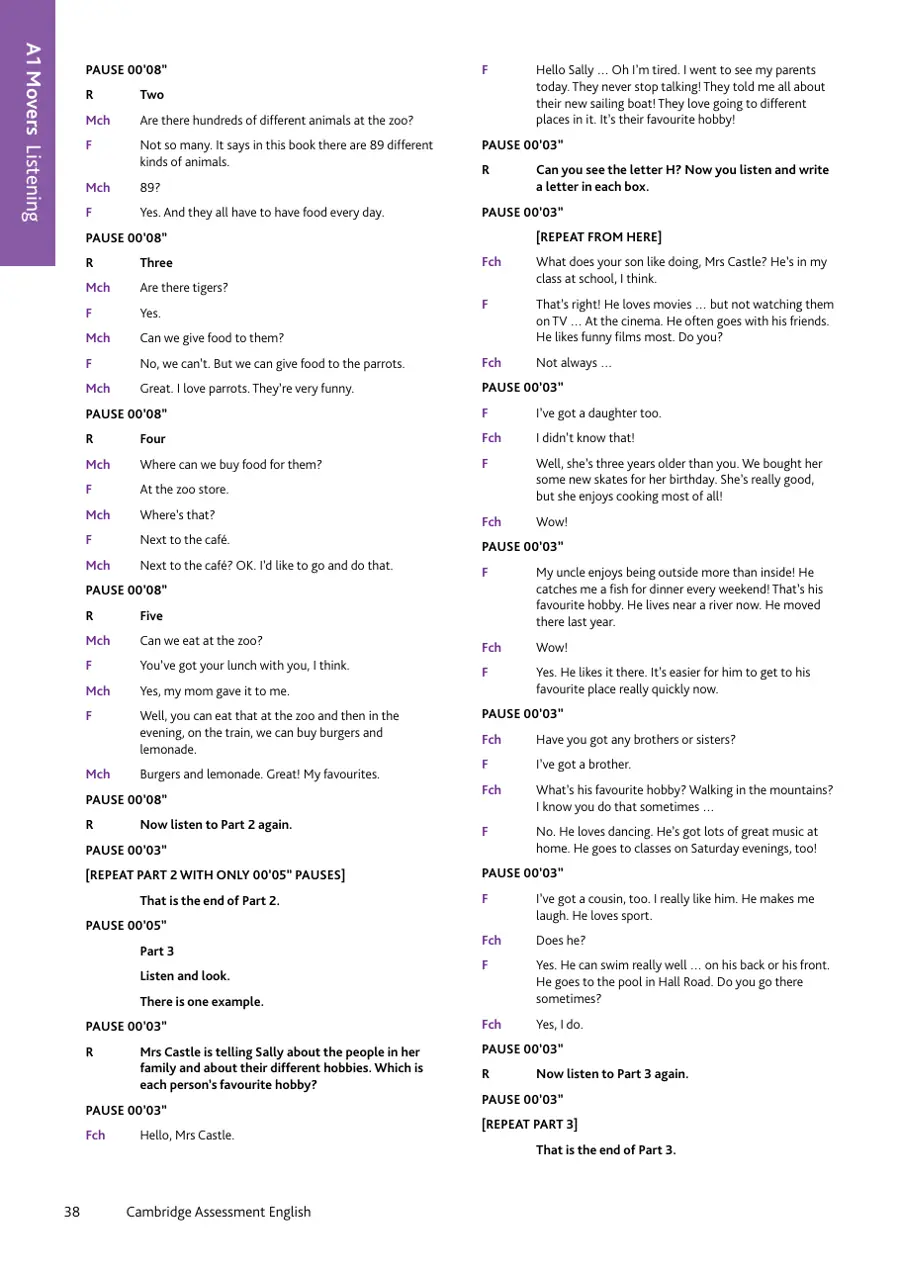 A1 Movers Listening
PAUSE 00'08"
R Two
Mch Are there hundreds of different animals at the zoo?
F Not so many. It says in this book there are 89 different
kinds of animals.
Mch 89?
F Yes. And they all have to have food every day.
PAUSE 00'08"
R Three
Mch Are there tigers?
F Yes.
Mch Can we give food to them?
F No, we can't. But we can give food to the parrots.
Mch Great. I love parrots. They're very funny.
PAUSE 00'08"
R Four
Mch Where can we buy food for them?
F At the zoo store.
Mch Where's that?
F Next to the café.
Mch Next to the café? OK. I'd like to go and do that.
PAUSE 00'08"
R Five
Mch Can we eat at the zoo?
F You've got your lunch with you, I think.
Mch Yes, my mom gave it to me.
F Well, you can eat that at the zoo and then in the
evening, on the train, we can buy burgers and
lemonade.
Mch Burgers and lemonade. Great! My favourites.
PAUSE 00'08"
R Now listen to Part 2 again.
PAUSE 00'03"
[REPEAT PART 2 WITH ONLY 00'05" PAUSES]
That is the end of Part 2.
PAUSE 00'05"
Part 3
Listen and look.
There is one example.
PAUSE 00'03"
R Mrs Castle is telling Sally about the people in her
family and about their different hobbies. Which is
each person's favourite hobby?
PAUSE 00'03"
Fch Hello, Mrs Castle.
F Hello Sally … Oh I'm tired. I went to see my parents
today. They never stop talking! They told me all about
their new sailing boat! They love going to different
places in it. It's their favourite hobby!
PAUSE 00'03"
R Can you see the letter H? Now you listen and write
a letter in each box.
PAUSE 00'03"
[REPEAT FROM HERE]
Fch What does your son like doing, Mrs Castle? He's in my
class at school, I think.
F That's right! He loves movies … but not watching them
on TV … At the cinema. He often goes with his friends.
He likes funny films most. Do you?
Fch Not always …
PAUSE 00'03"
F I've got a daughter too.
Fch I didn't know that!
F Well, she's three years older than you. We bought her
some new skates for her birthday. She's really good,
but she enjoys cooking most of all!
Fch Wow!
PAUSE 00'03"
F My uncle enjoys being outside more than inside! He
catches me a fish for dinner every weekend! That's his
favourite hobby. He lives near a river now. He moved
there last year.
Fch Wow!
F Yes. He likes it there. It's easier for him to get to his
favourite place really quickly now.
PAUSE 00'03"
Fch Have you got any brothers or sisters?
F I've got a brother.
Fch What's his favourite hobby? Walking in the mountains?
I know you do that sometimes …
F No. He loves dancing. He's got lots of great music at
home. He goes to classes on Saturday evenings, too!
PAUSE 00'03"
F I've got a cousin, too. I really like him. He makes me
laugh. He loves sport.
Fch Does he?
F Yes. He can swim really well … on his back or his front.
He goes to the pool in Hall Road. Do you go there
sometimes?
Fch Yes, I do.
PAUSE 00'03"
R Now listen to Part 3 again.
PAUSE 00'03"
[REPEAT PART 3]
That is the end of Part 3.
38 Cambridge Assessment English